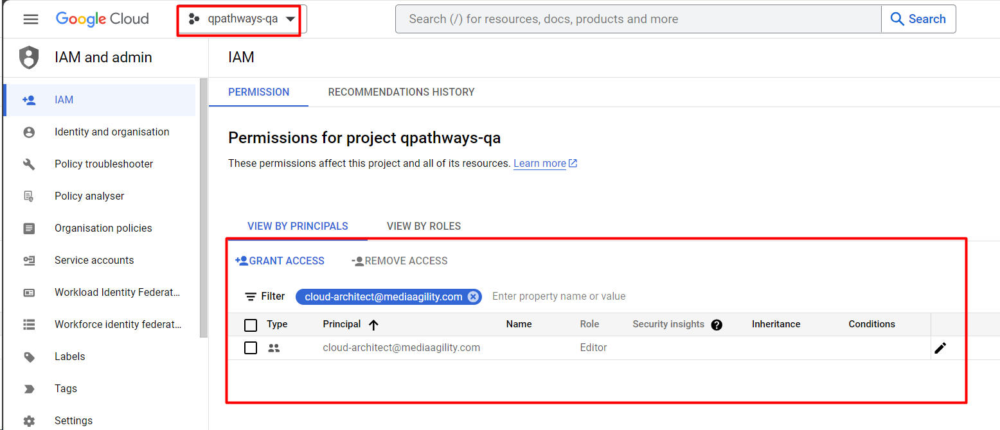 Google Cloud
qpathways-qa
Search (/) for resources, docs, products and more
Search
IAM and admin
IAM
IAM
Identity and organisation
Policy troubleshooter
Policy analyser
Organisation policies
Service accounts
Workload Identity Federat...
Workforce identity federat...
Labels
Tags
Settings
PERMISSION RECOMMENDATIONS HISTORY
Permissions for project qpathways-qa
These permissions affect this project and all of its resources. Learn more
VIEW BY PRINCIPALS VIEW BY ROLES
GRANT ACCESS REMOVE ACCESS
Filter cloud-architect@mediaagility.com Enter property name or value
Type Principal Name Role Security insights ? Inheritance Conditions
cloud-architect@mediaagility.com Editor